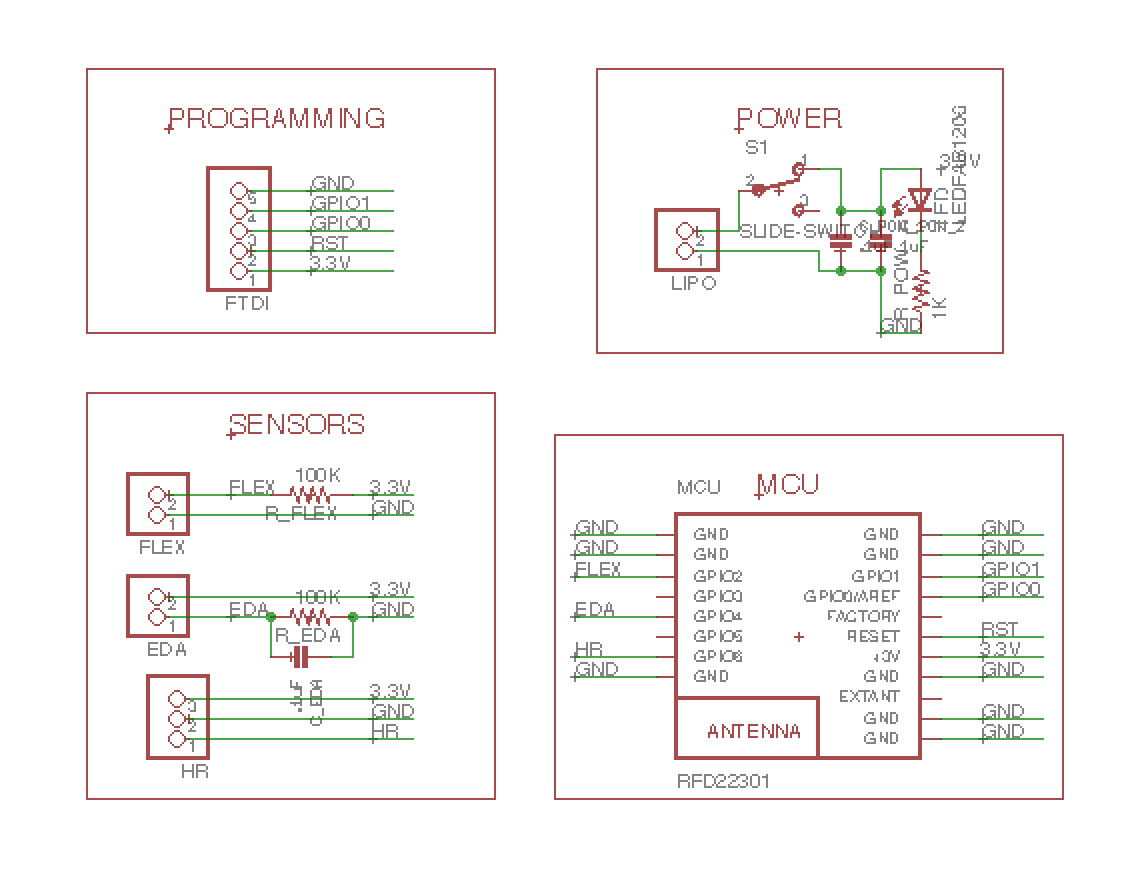 PROGRAMMING
GND
5
GPIO1
4
GPIO0
3
RST
2
3.3V
1
FTDI
POWER
S1
1
2
3
SLIDE-SWITCH
3.3V
LED
LEDFAB1206
2
1
LIPO
1K
GND
SENSORS
100K
FLEX
3.3V
2
GND
1
R_FLEX
FLEX
3.3V
2
100K
EDA
GND
1
R_EDA
EDA
.1uF
C_EDA
3.3V
3
GND
2
HR
1
HR
MCU
MCU
GND GND GND GND
GND GND GND GND
FLEX GPIO2 GPIO1 GPIO1
GPIO3 GPIO0/AREF GPIO0
EDA GPIO4 FACTORY
GPIO5 RESET RST
HR GPIO6 +3V 3.3V
GND GND GND GND
EXTANT
GND GND
ANTENNA GND GND
RFD22301